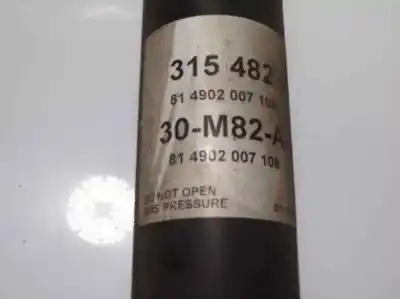 315 482
81 4902 007 108
30-M82-A
81 4902 007 108
DO NOT OPEN
GAS PRESSURE